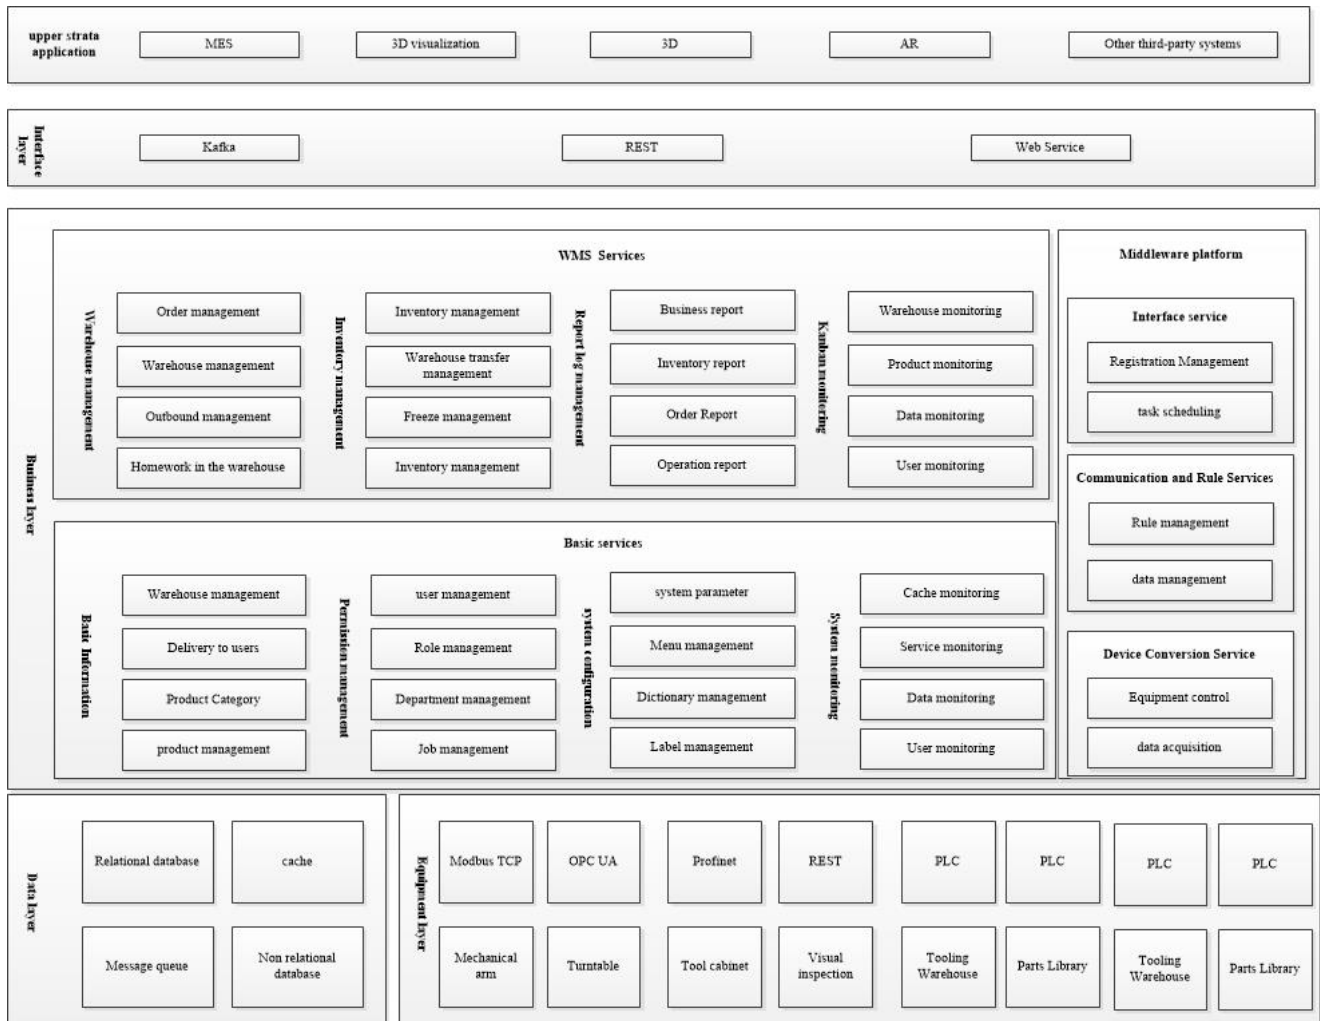 upper strata
application
MES
3D visualization
3D
AR
Other third-party systems
Interface
layer
Kafka
REST
Web Service
Business layer
WMS Services
Warehouse management
Order management
Warehouse management
Outbound management
Homework in the warehouse
Inventory management
Inventory management
Warehouse transfer
management
Freeze management
Inventory management
Report log management
Business report
Inventory report
Order Report
Operation report
Kanban monitoring
Warehouse monitoring
Product monitoring
Data monitoring
User monitoring
Basic services
Basic Information
Warehouse management
Delivery to users
Product Category
product management
Permission management
user management
Role management
Department management
Job management
system configuration
system parameter
Menu management
Dictionary management
Label management
System monitoring
Cache monitoring
Service monitoring
Data monitoring
User monitoring
Middleware platform
Interface service
Registration Management
task scheduling
Communication and Rule Services
Rule management
data management
Device Conversion Service
Equipment control
data acquisition
Data layer
Relational database
cache
Message queue
Non relational
database
Equipment layer
Modbus TCP
OPC UA
Profinet
REST
PLC
PLC
PLC
PLC
Mechanical
arm
Turntable
Tool cabinet
Visual
inspection
Tooling
Warehouse
Parts Library
Tooling
Warehouse
Parts Library